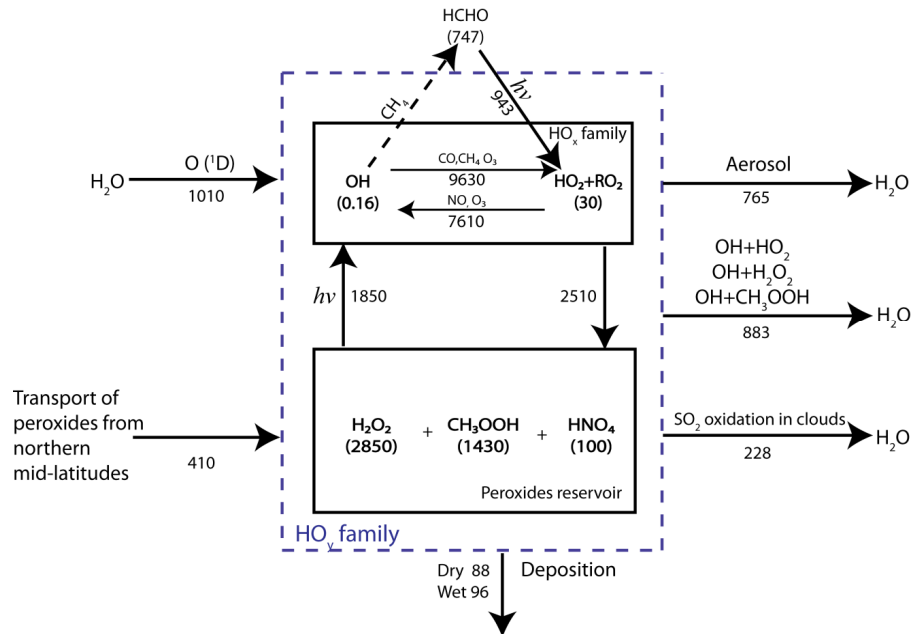 HCHO
(747)
hν
943
CH₄
HOₓ family
H₂O
O (¹D)
1010
CO,CH₄ O₃
9630
OH
(0.16)
HO₂+RO₂
(30)
NO, O₃
7610
Aerosol
765
H₂O
OH+HO₂
OH+H₂O₂
OH+CH₃OOH
883
H₂O
hν
1850
2510
Transport of
peroxides from
northern
mid-latitudes
410
H₂O₂ + CH₃OOH + HNO₄
(2850) (1430) (100)
Peroxides reservoir
SO₂ oxidation in clouds
228
H₂O
HOᵧ family
Dry 88
Wet 96
Deposition